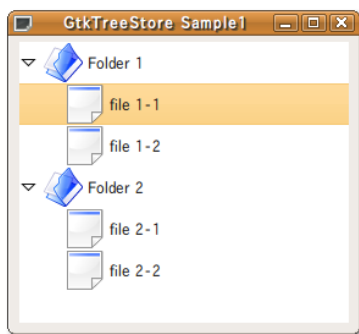 GtkTreeStore Sample1
Folder 1
file 1-1
file 1-2
Folder 2
file 2-1
file 2-2